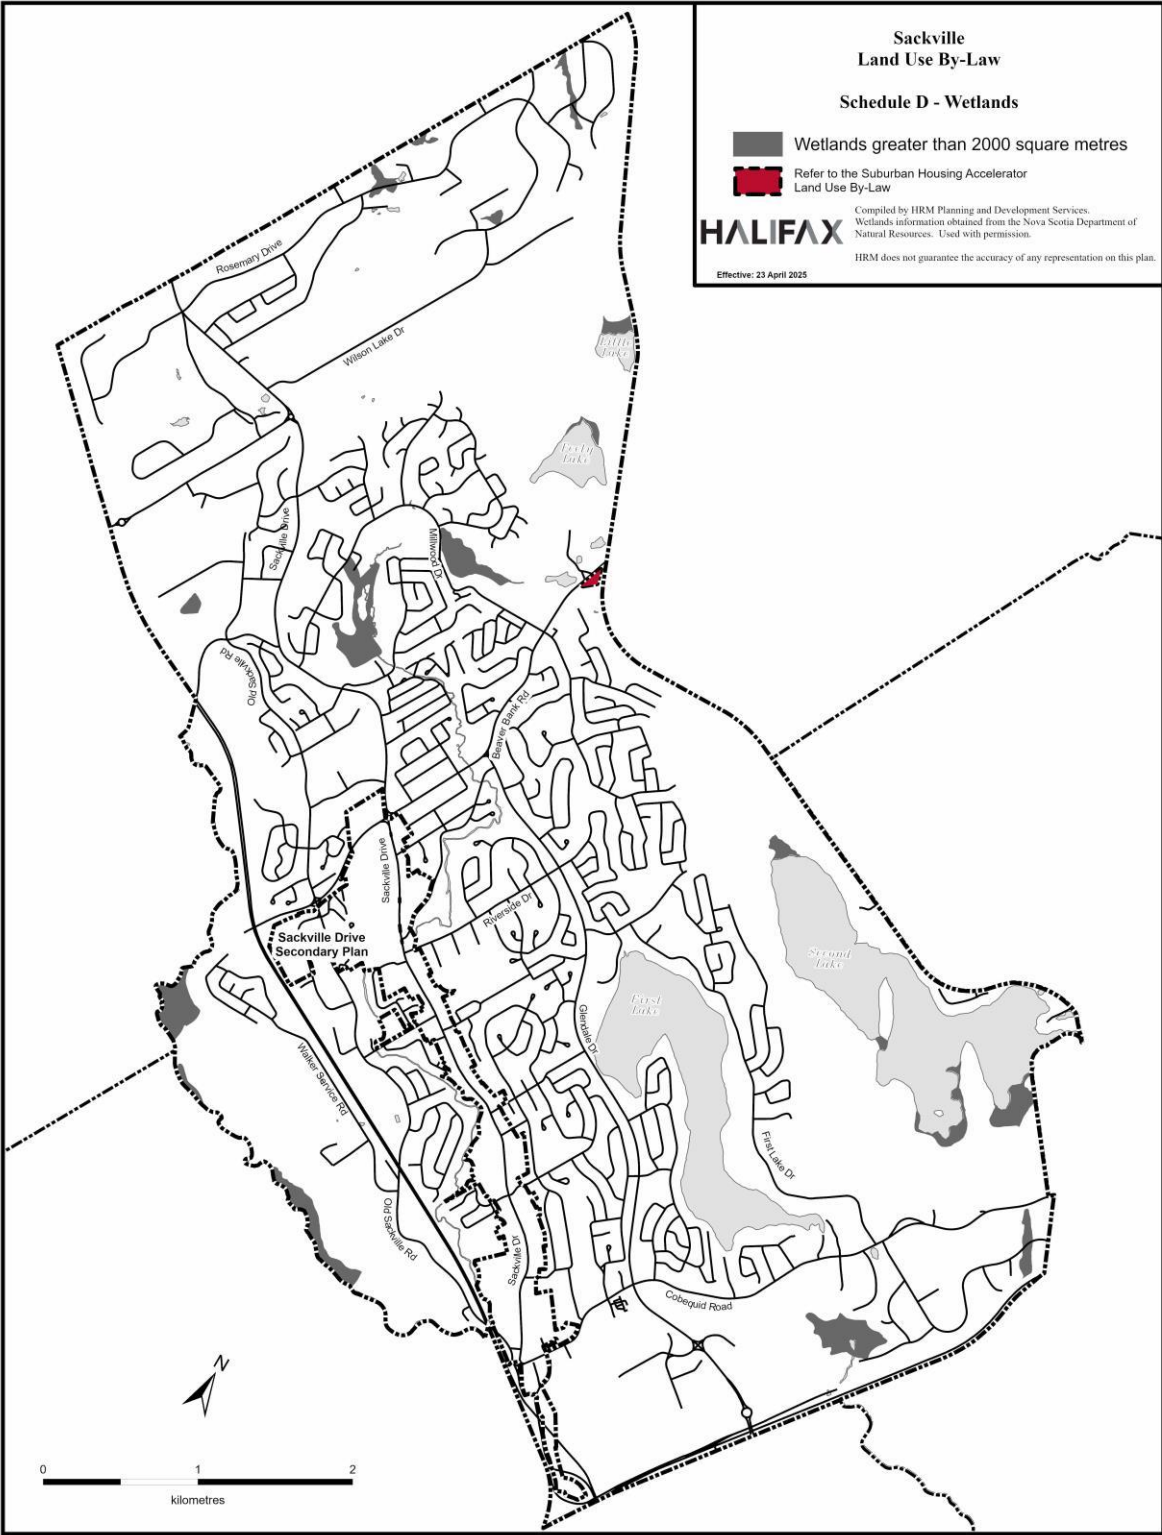 Sackville
Land Use By-Law
Schedule D - Wetlands
Wetlands greater than 2000 square metres
Refer to the Suburban Housing Accelerator
Land Use By-Law
HALIFAX
Compiled by HRM Planning and Development Services.
Wetlands information obtained from the Nova Scotia Department of
Natural Resources. Used with permission.
HRM does not guarantee the accuracy of any representation on this plan.
Effective: 23 April 2025
Rosemary Drive
Wilson Lake Dr
Little
Lake
Feely
Lake
Sackville Drive
Millwood Dr
Old Sackville Rd
Beaver Bank Rd
Sackville Drive
Riverside Dr
Sackville Drive
Secondary Plan
Second
Lake
First
Lake
Glendale Dr
Walker Service Rd
First Lake Dr
Old Sackville Rd
Sackville Dr
Cobequid Road
N
0 1 2
kilometres